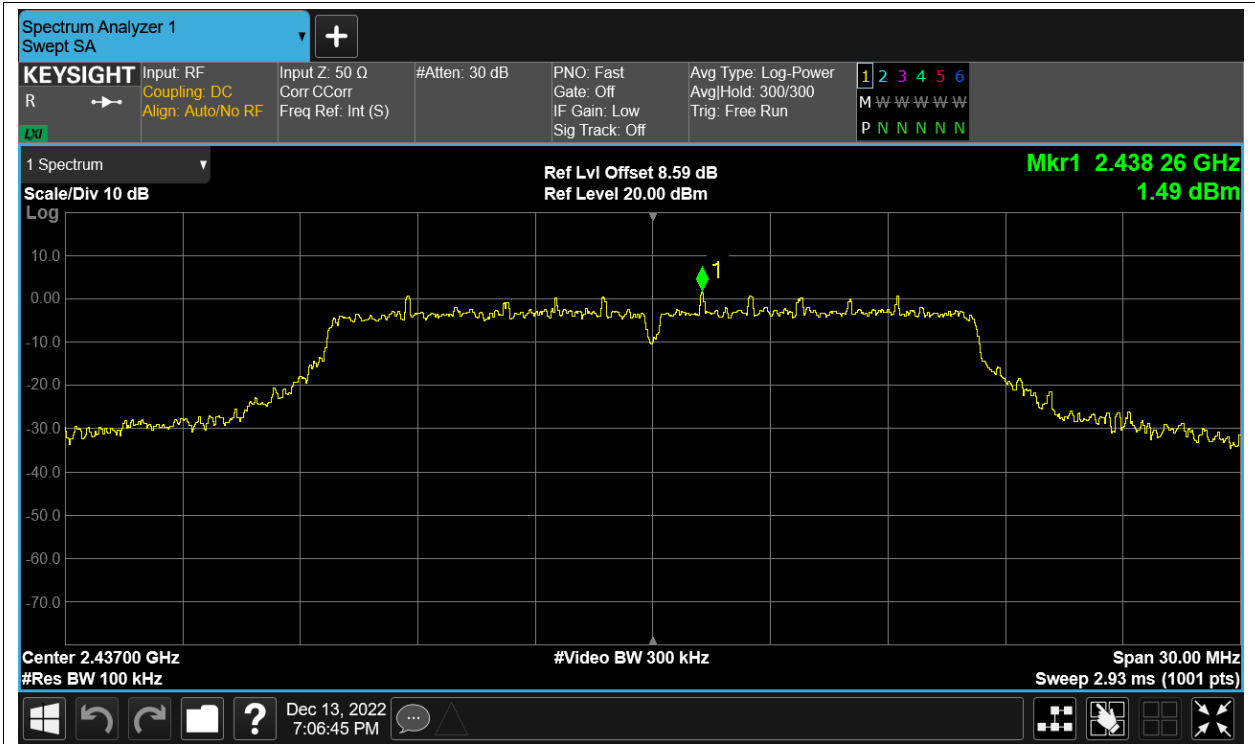 Spectrum Analyzer 1
Swept SA
KEYSIGHT
R
LXI
Input: RF
Coupling: DC
Align: Auto/No RF
Input Z: 50 Ω
Corr CCorr
Freq Ref: Int (S)
#Atten: 30 dB
PNO: Fast
Gate: Off
IF Gain: Low
Sig Track: Off
Avg Type: Log-Power
Avg|Hold: 300/300
Trig: Free Run
1 2 3 4 5 6
M W W W W W
P N N N N N
1 Spectrum
Scale/Div 10 dB
Log
Ref Lvl Offset 8.59 dB
Ref Level 20.00 dBm
Mkr1 2.438 26 GHz
1.49 dBm
1
10.0
0.00
-10.0
-20.0
-30.0
-40.0
-50.0
-60.0
-70.0
Center 2.43700 GHz
#Res BW 100 kHz
#Video BW 300 kHz
Span 30.00 MHz
Sweep 2.93 ms (1001 pts)
?
Dec 13, 2022
7:06:45 PM